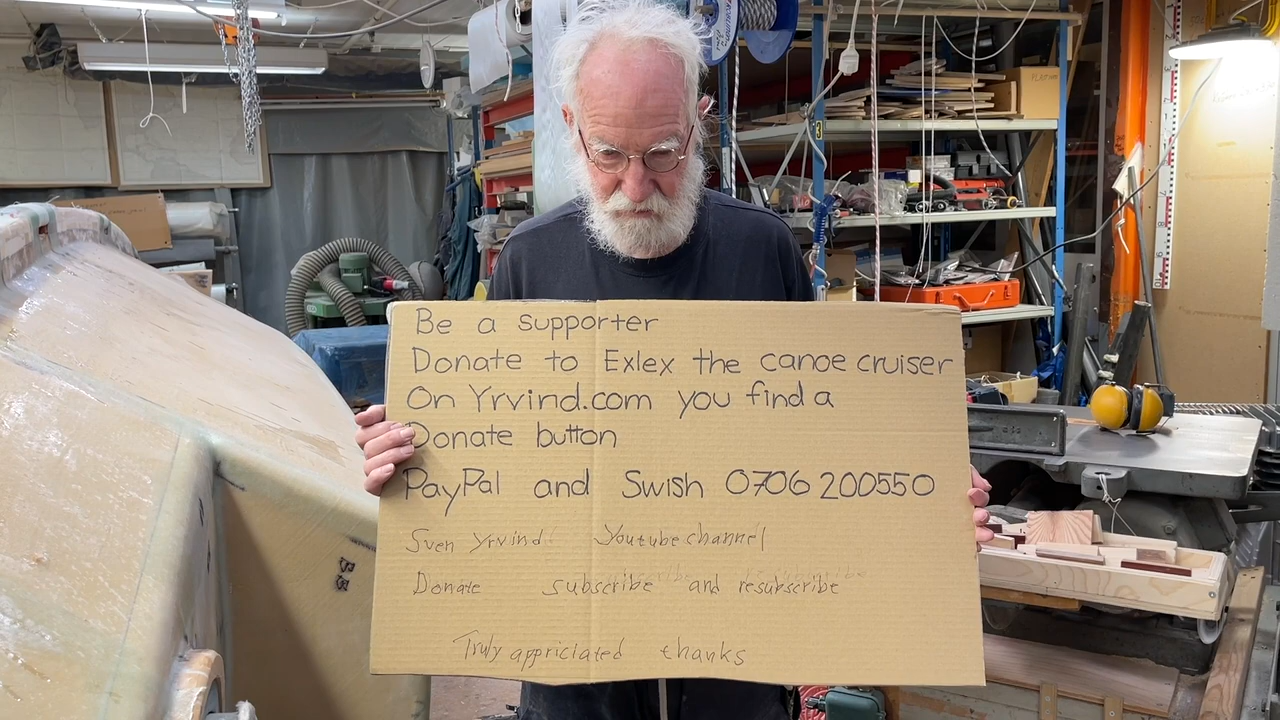 Be a supporter
Donate to Exlex the canoe cruiser
On Yrvind.com you find a
Donate button
PayPal and Swish 0706 200550
Sven Yrvind Youtube channel
Donate subscribe and resubscribe
Truly appriciated thanks